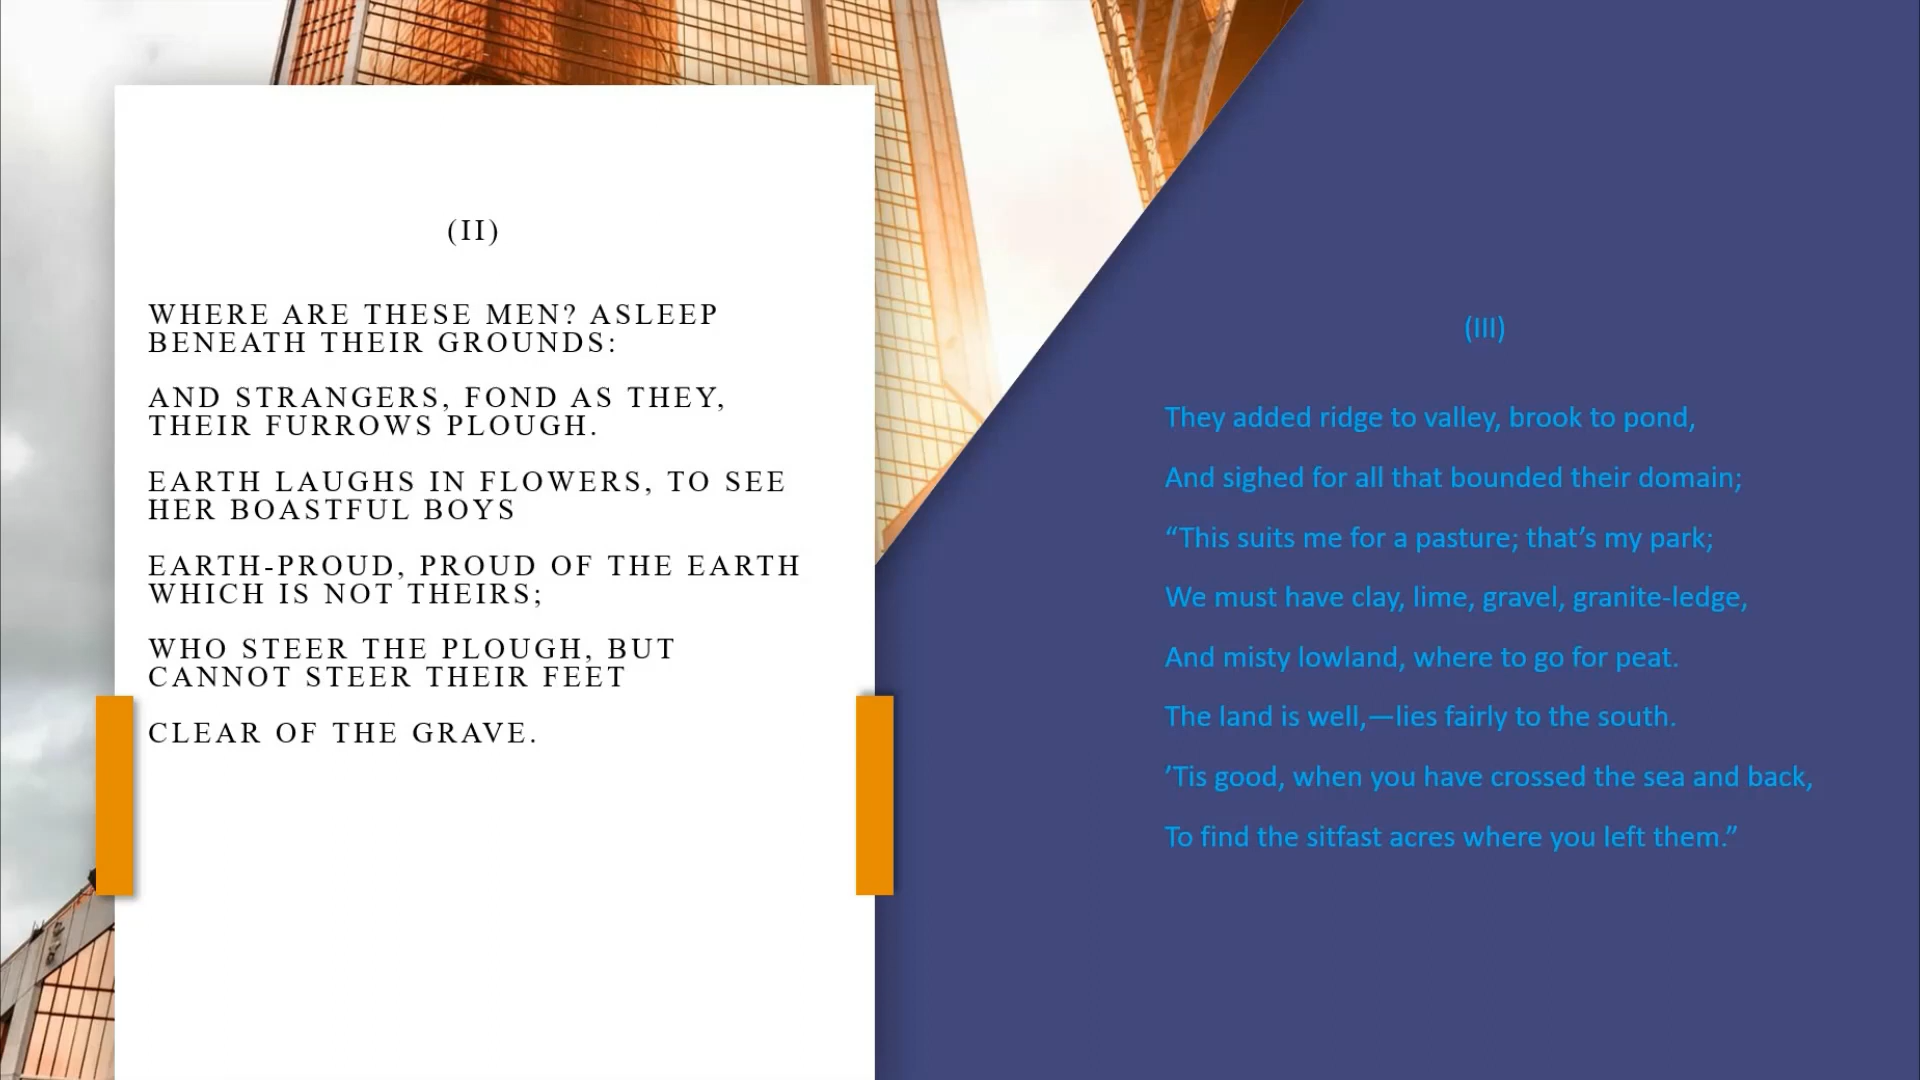 (II)
WHERE ARE THESE MEN? ASLEEP
BENEATH THEIR GROUNDS:
AND STRANGERS, FOND AS THEY,
THEIR FURROWS PLOUGH.
EARTH LAUGHS IN FLOWERS, TO SEE
HER BOASTFUL BOYS
EARTH-PROUD, PROUD OF THE EARTH
WHICH IS NOT THEIRS;
WHO STEER THE PLOUGH, BUT
CANNOT STEER THEIR FEET
CLEAR OF THE GRAVE.
(III)
They added ridge to valley, brook to pond,
And sighed for all that bounded their domain;
“This suits me for a pasture; that’s my park;
We must have clay, lime, gravel, granite-ledge,
And misty lowland, where to go for peat.
The land is well,—lies fairly to the south.
’Tis good, when you have crossed the sea and back,
To find the sitfast acres where you left them.”